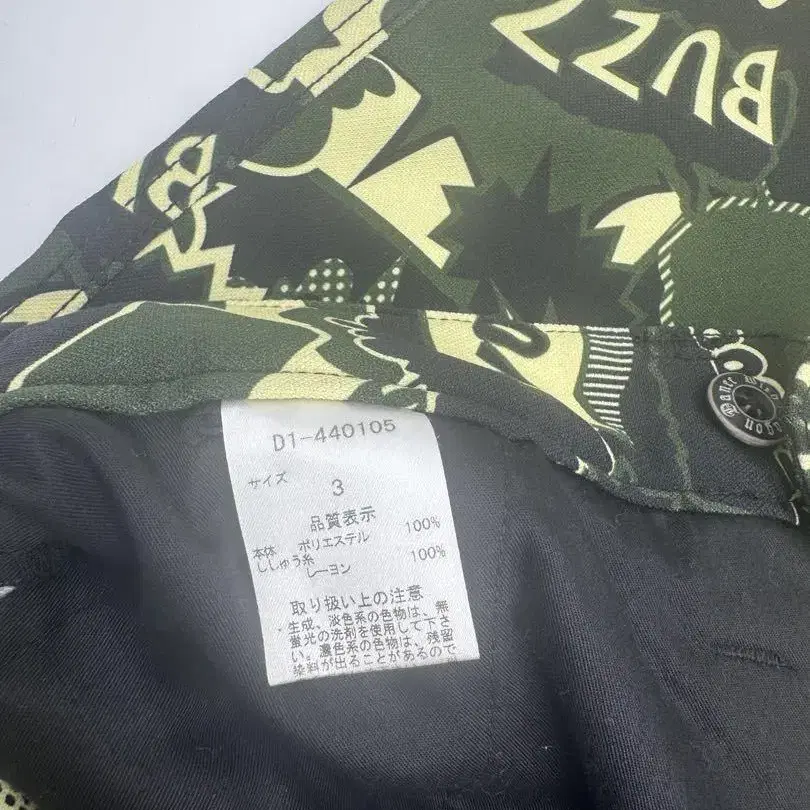 BUZZ
D1-440105
サイズ 3
品質表示
本体 ポリエステル 100%
ししゅう糸 レーヨン 100%
取り扱い上の注意
・生成、淡色系の色物は、無
蛍光の洗剤を使用して下さ
い。濃色系の色物は、残留
染料が出ることがあるので